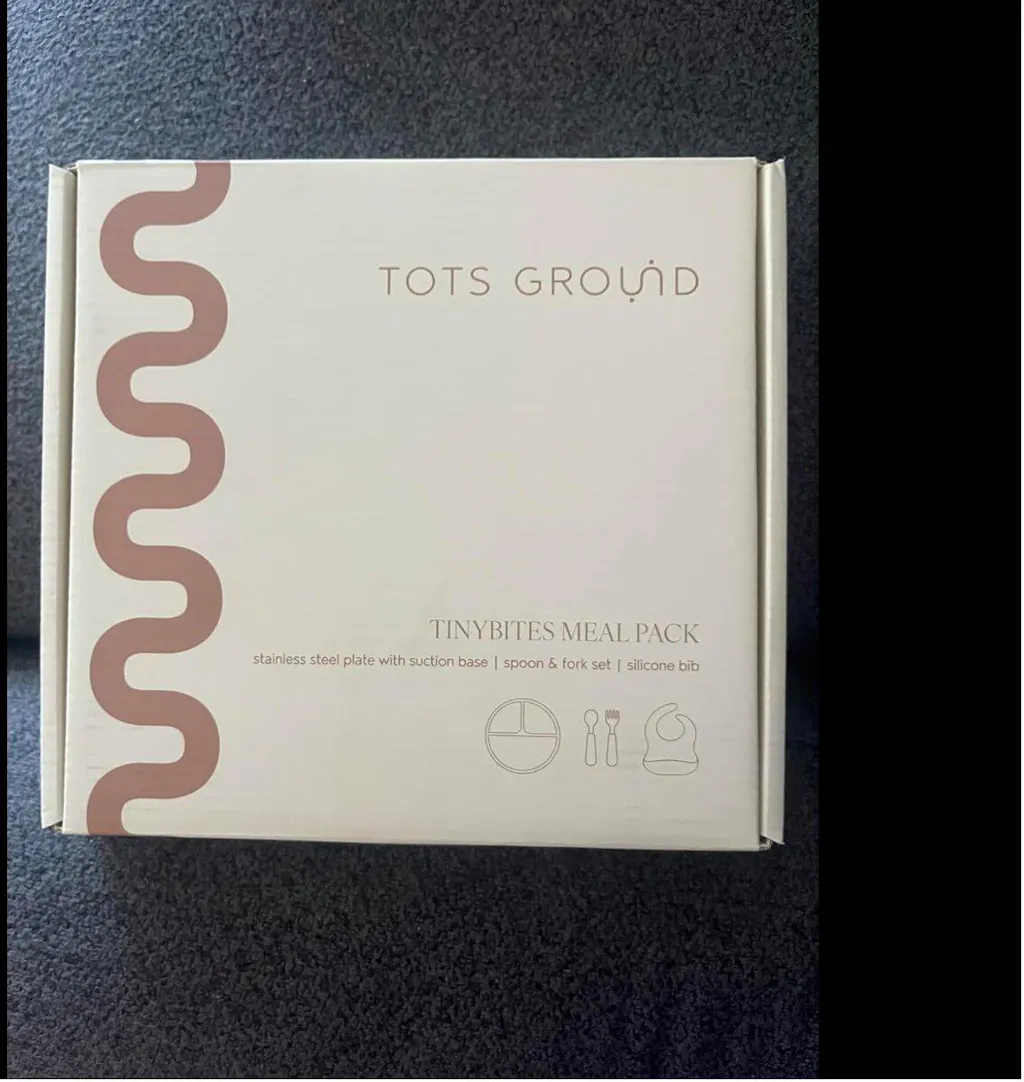 TOTS GROUND
TINYBITES MEAL PACK
stainless steel plate with suction base | spoon & fork set | silicone bib